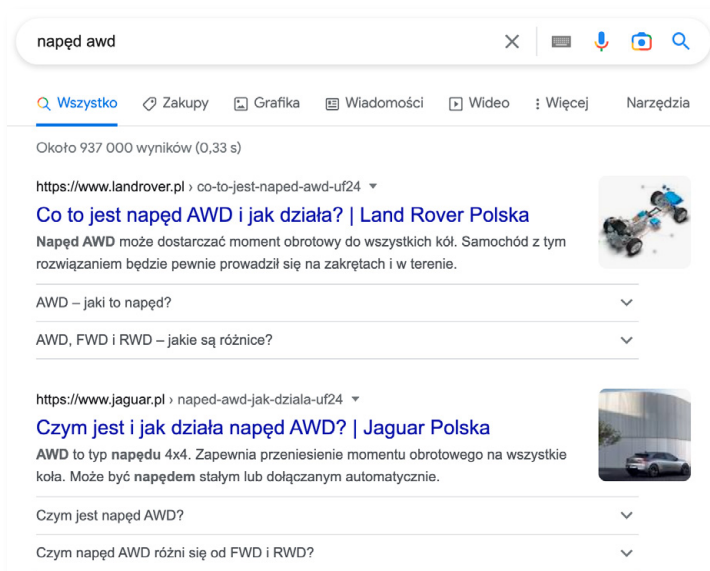 napęd awd
Wszystko Zakupy Grafika Wiadomości Wideo Więcej Narzędzia
Około 937 000 wyników (0,33 s)
https://www.landrover.pl › co-to-jest-naped-awd-uf24
Co to jest napęd AWD i jak działa? | Land Rover Polska
Napęd AWD może dostarczać moment obrotowy do wszystkich kół. Samochód z tym
rozwiązaniem będzie pewnie prowadził się na zakrętach i w terenie.
AWD – jaki to napęd?
AWD, FWD i RWD – jakie są różnice?
https://www.jaguar.pl › naped-awd-jak-dziala-uf24
Czym jest i jak działa napęd AWD? | Jaguar Polska
AWD to typ napędu 4x4. Zapewnia przeniesienie momentu obrotowego na wszystkie
koła. Może być napędem stałym lub dołączanym automatycznie.
Czym jest napęd AWD?
Czym napęd AWD różni się od FWD i RWD?